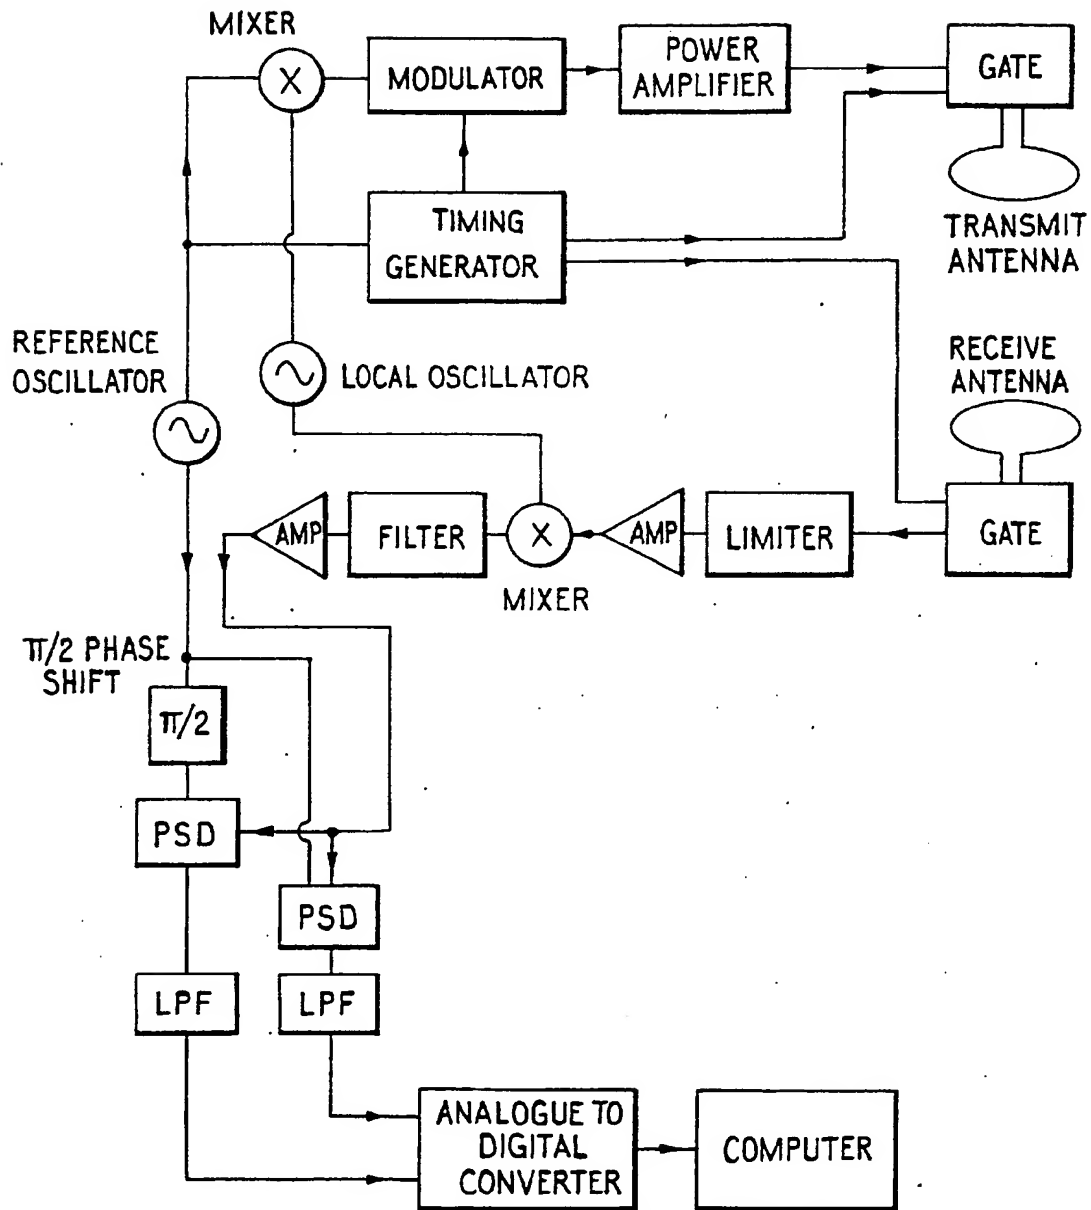 MIXER
X
MODULATOR
POWER
AMPLIFIER
GATE
TRANSMIT
ANTENNA
TIMING
GENERATOR
REFERENCE
OSCILLATOR
LOCAL OSCILLATOR
RECEIVE
ANTENNA
AMP
FILTER
X
MIXER
AMP
LIMITER
GATE
π/2 PHASE
SHIFT
π/2
PSD
PSD
LPF
LPF
ANALOGUE TO
DIGITAL
CONVERTER
COMPUTER